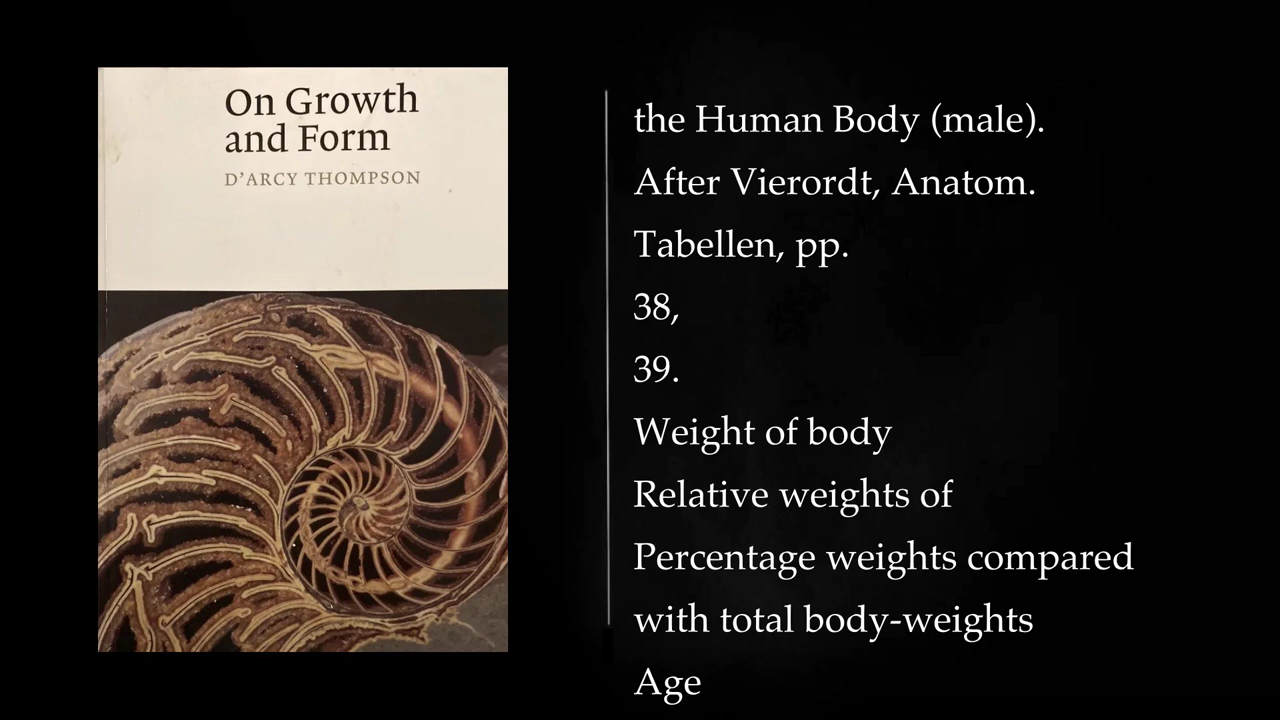 On Growth
and Form
D'ARCY THOMPSON
the Human Body (male).
After Vierordt, Anatom.
Tabellen, pp.
38,
39.
Weight of body
Relative weights of
Percentage weights compared
with total body-weights
Age